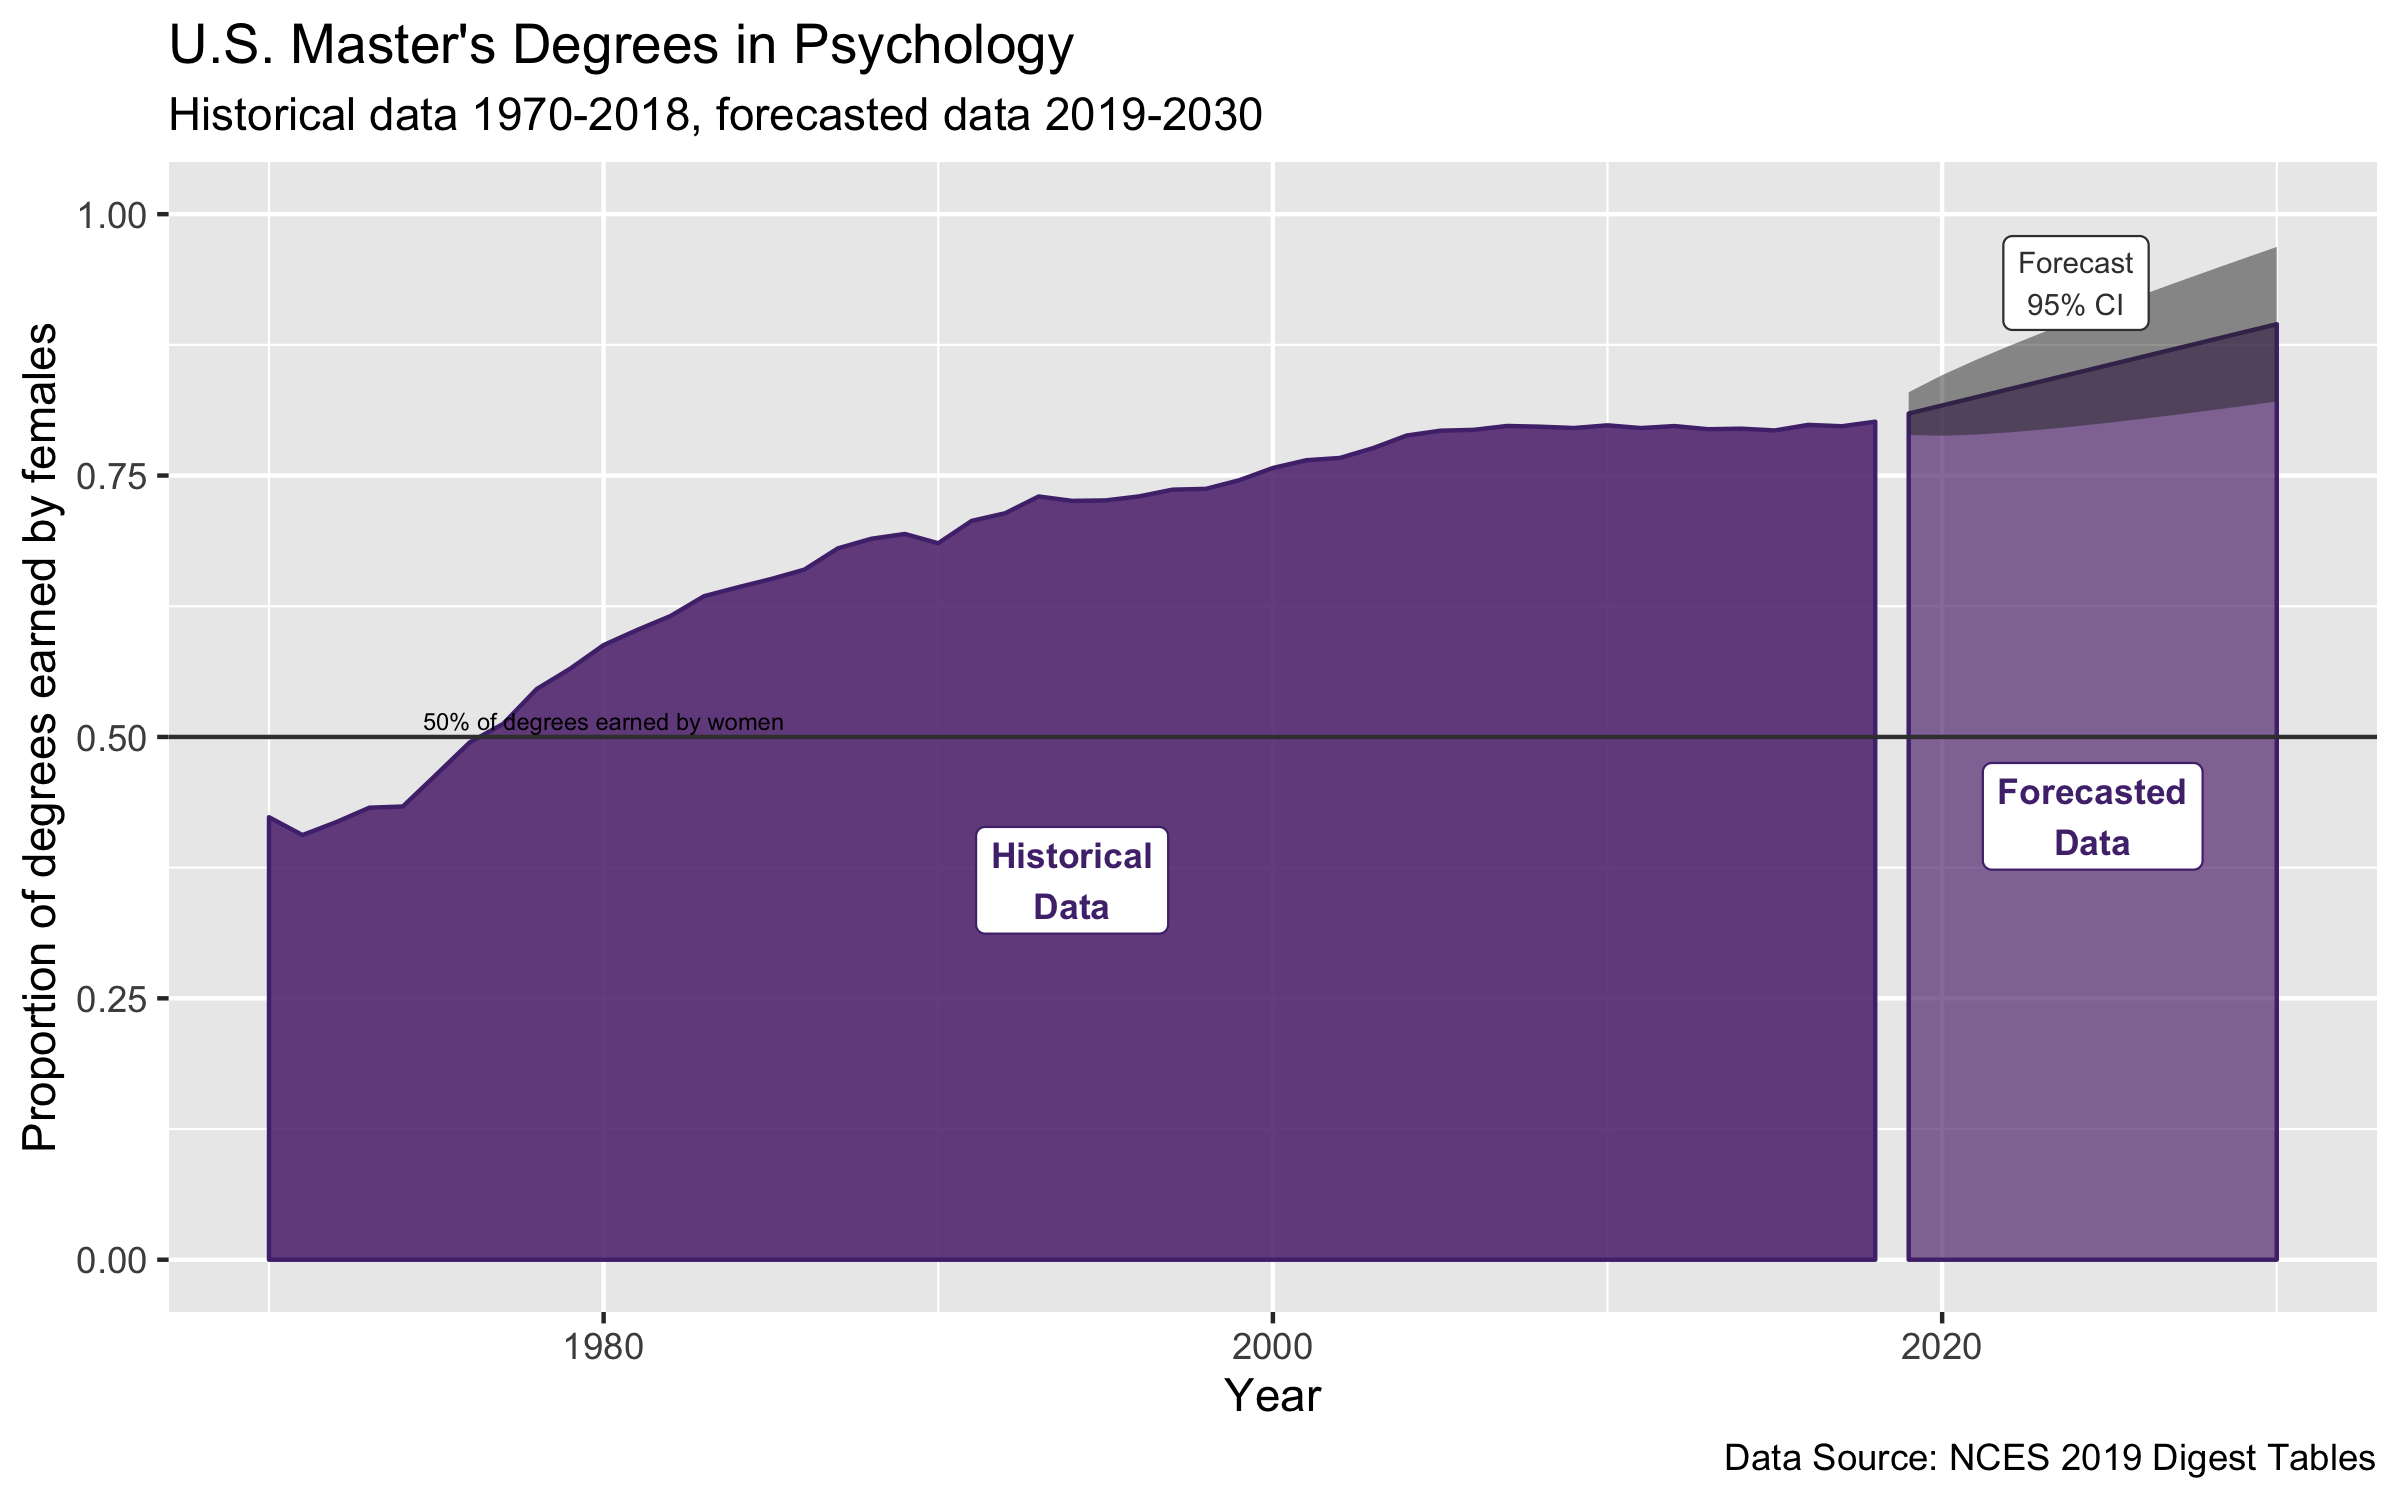 U.S. Master's Degrees in Psychology
Historical data 1970-2018, forecasted data 2019-2030
Proportion of degrees earned by females
1.00
0.75
0.50
0.25
0.00
Forecast
95% CI
50% of degrees earned by women
Forecasted
Data
Historical
Data
1980
2000
2020
Year
Data Source: NCES 2019 Digest Tables